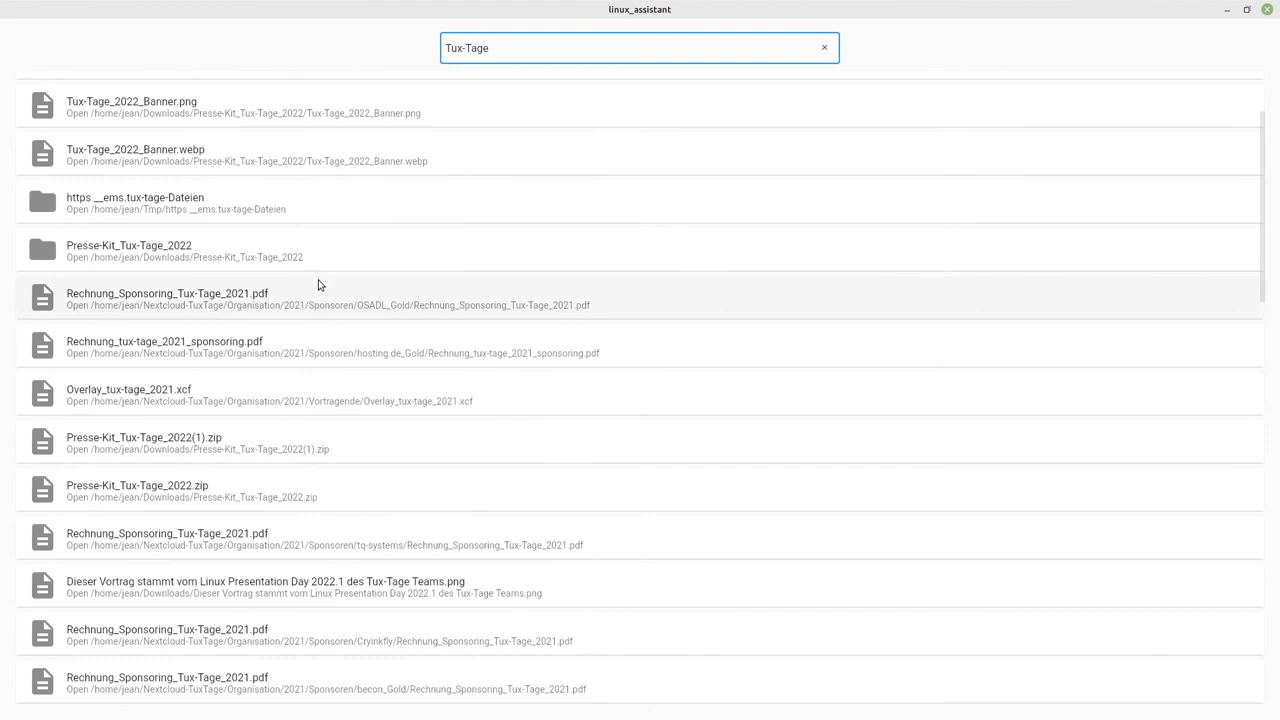 linux_assistant
Tux-Tage
Tux-Tage_2022_Banner.png
Open /home/jean/Downloads/Presse-Kit_Tux-Tage_2022/Tux-Tage_2022_Banner.png
Tux-Tage_2022_Banner.webp
Open /home/jean/Downloads/Presse-Kit_Tux-Tage_2022/Tux-Tage_2022_Banner.webp
https __ems.tux-tage-Dateien
Open /home/jean/Tmp/https __ems.tux-tage-Dateien
Presse-Kit_Tux-Tage_2022
Open /home/jean/Downloads/Presse-Kit_Tux-Tage_2022
Rechnung_Sponsoring_Tux-Tage_2021.pdf
Open /home/jean/Nextcloud-TuxTage/Organisation/2021/Sponsoren/OSADL_Gold/Rechnung_Sponsoring_Tux-Tage_2021.pdf
Rechnung_tux-tage_2021_sponsoring.pdf
Open /home/jean/Nextcloud-TuxTage/Organisation/2021/Sponsoren/hosting.de_Gold/Rechnung_tux-tage_2021_sponsoring.pdf
Overlay_tux-tage_2021.xcf
Open /home/jean/Nextcloud-TuxTage/Organisation/2021/Vortragende/Overlay_tux-tage_2021.xcf
Presse-Kit_Tux-Tage_2022(1).zip
Open /home/jean/Downloads/Presse-Kit_Tux-Tage_2022(1).zip
Presse-Kit_Tux-Tage_2022.zip
Open /home/jean/Downloads/Presse-Kit_Tux-Tage_2022.zip
Rechnung_Sponsoring_Tux-Tage_2021.pdf
Open /home/jean/Nextcloud-TuxTage/Organisation/2021/Sponsoren/tq-systems/Rechnung_Sponsoring_Tux-Tage_2021.pdf
Dieser Vortrag stammt vom Linux Presentation Day 2022.1 des Tux-Tage Teams.png
Open /home/jean/Downloads/Dieser Vortrag stammt vom Linux Presentation Day 2022.1 des Tux-Tage Teams.png
Rechnung_Sponsoring_Tux-Tage_2021.pdf
Open /home/jean/Nextcloud-TuxTage/Organisation/2021/Sponsoren/Cryinkfly/Rechnung_Sponsoring_Tux-Tage_2021.pdf
Rechnung_Sponsoring_Tux-Tage_2021.pdf
Open /home/jean/Nextcloud-TuxTage/Organisation/2021/Sponsoren/becon_Gold/Rechnung_Sponsoring_Tux-Tage_2021.pdf